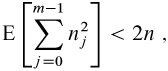 E[∑_{j=0}^{m−1} n_j^2] < 2n ,